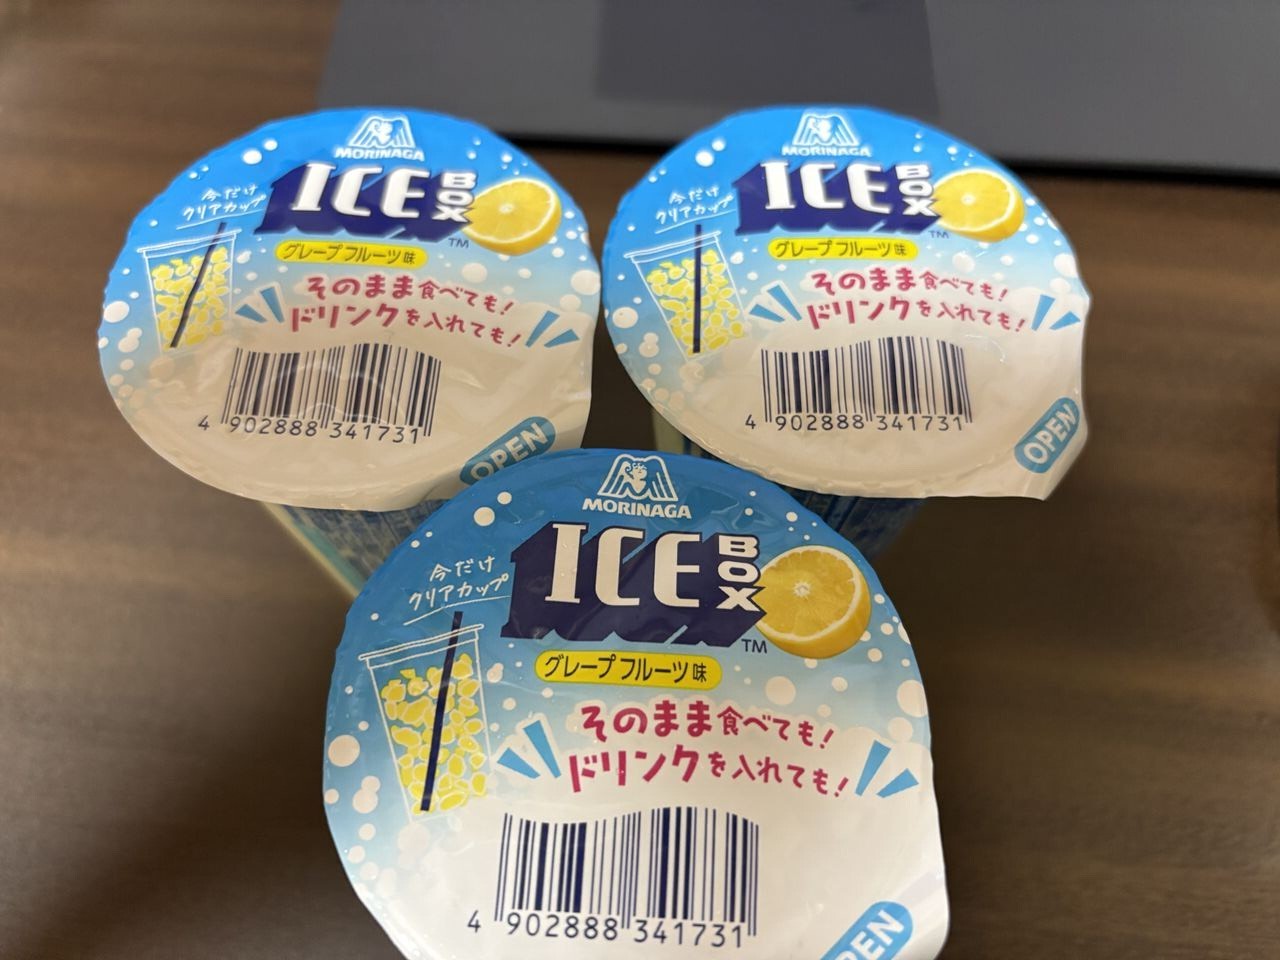 MORINAGA
ICE BOX
TM
今だけ
クリアカップ
グレープフルーツ味
そのまま食べても!
ドリンクを入れても!
4 902888 341731
OPEN
MORINAGA
ICE BOX
TM
今だけ
クリアカップ
グレープフルーツ味
そのまま食べても!
ドリンクを入れても!
4 902888 341731
OPEN
MORINAGA
ICE BOX
TM
今だけ
クリアカップ
グレープフルーツ味
そのまま食べても!
ドリンクを入れても!
4 902888 341731
PEN